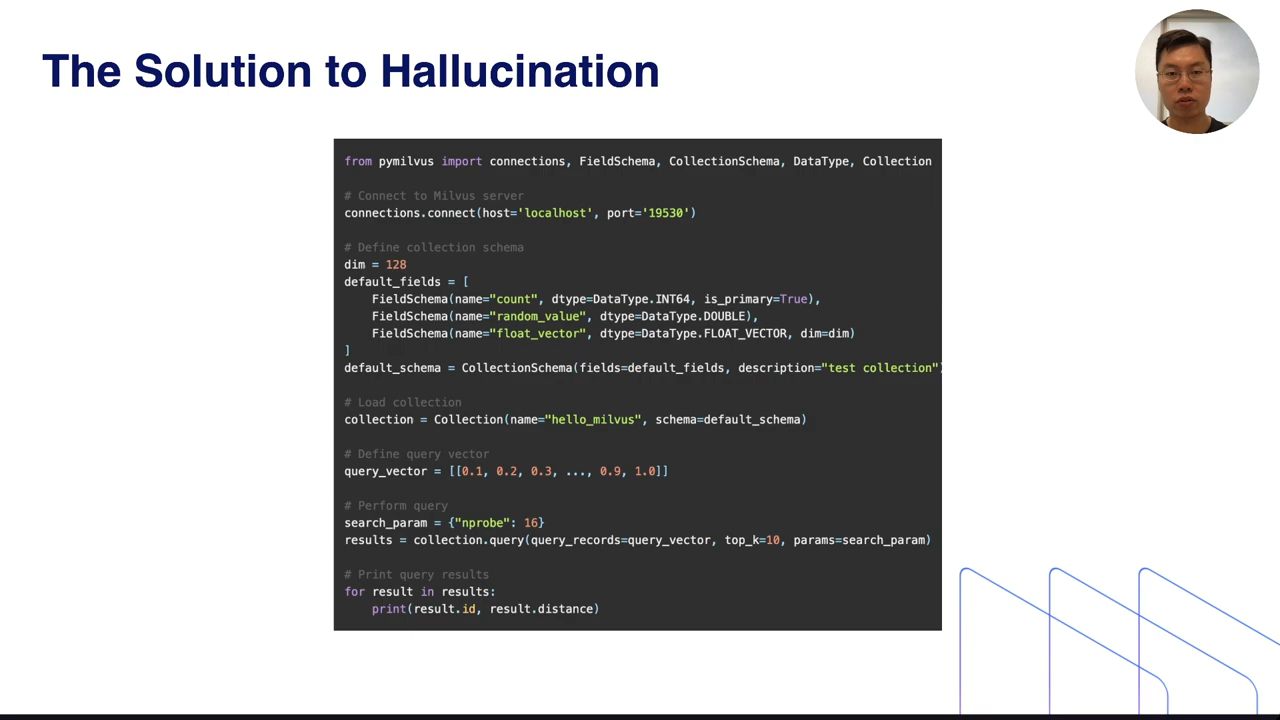 The Solution to Hallucination
from pymilvus import connections, FieldSchema, CollectionSchema, DataType, Collection
# Connect to Milvus server
connections.connect(host='localhost', port='19530')
# Define collection schema
dim = 128
default_fields = [
    FieldSchema(name="count", dtype=DataType.INT64, is_primary=True),
    FieldSchema(name="random_value", dtype=DataType.DOUBLE),
    FieldSchema(name="float_vector", dtype=DataType.FLOAT_VECTOR, dim=dim)
]
default_schema = CollectionSchema(fields=default_fields, description="test collection")
# Load collection
collection = Collection(name="hello_milvus", schema=default_schema)
# Define query vector
query_vector = [[0.1, 0.2, 0.3, ..., 0.9, 1.0]]
# Perform query
search_param = {"nprobe": 16}
results = collection.query(query_records=query_vector, top_k=10, params=search_param)
# Print query results
for result in results:
    print(result.id, result.distance)